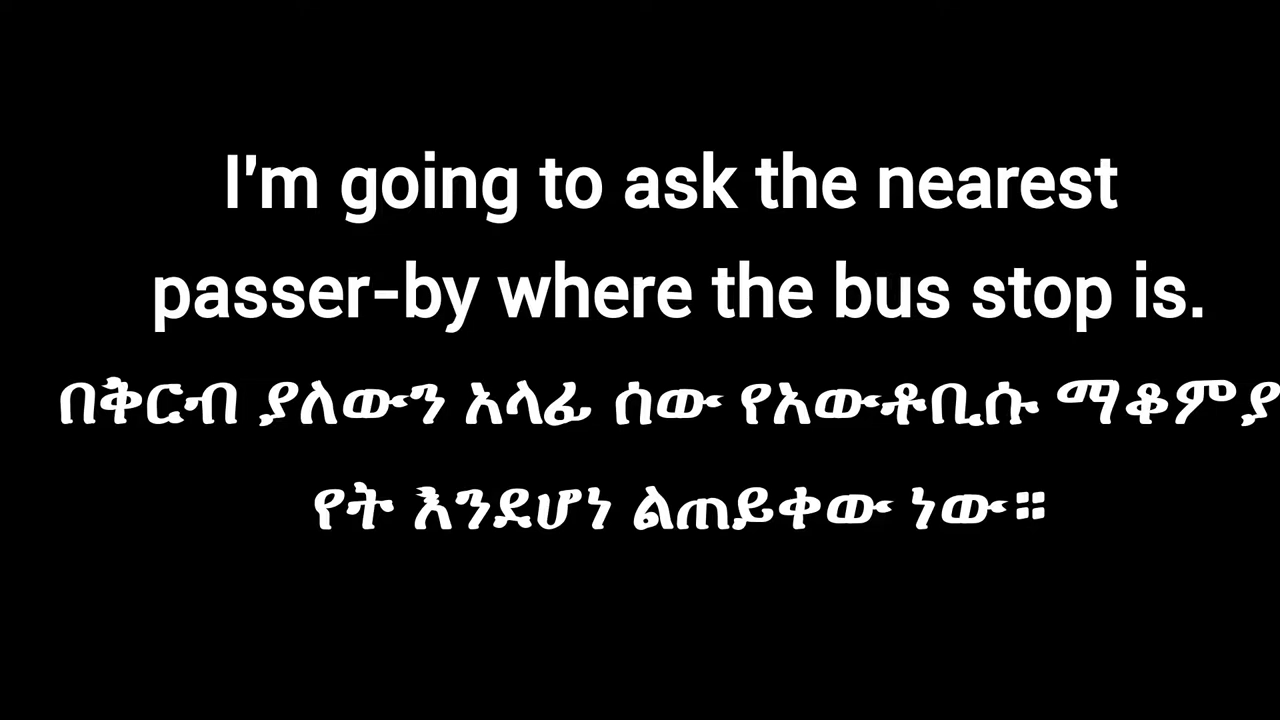 I'm going to ask the nearest
passer-by where the bus stop is.
በቅርብ ያለውን አላፊ ሰው የአውቶቢሱ ማቆምያ
የት እንደሆነ ልጠይቀው ነው።